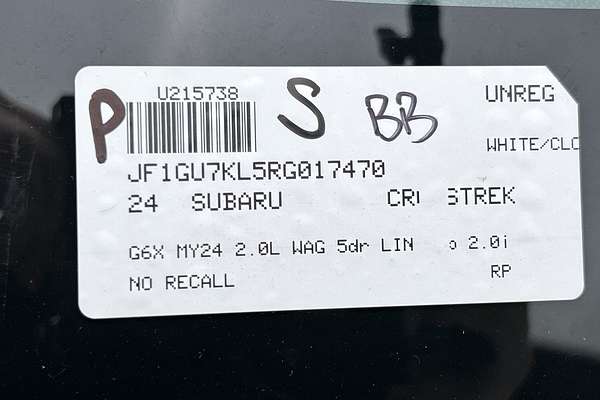 U215738
P S BB UNREG
WHITE/CLO
JF1GU7KL5RG017470
24 SUBARU CR STREK
G6X MY24 2.0L WAG 5dr LIN 2.0i
NO RECALL RP